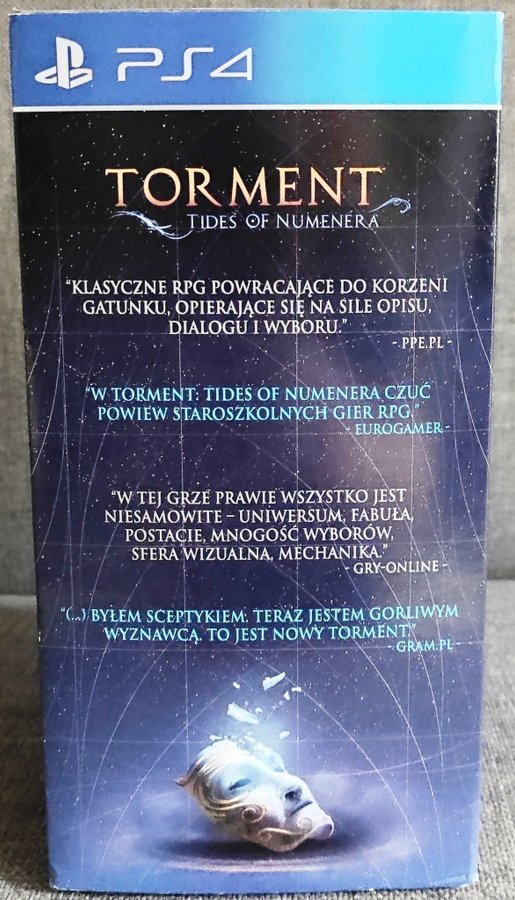 PS4
TORMENT
TIDES OF NUMENERA
"KLASYCZNE RPG POWRACAJĄCE DO KORZENI
GATUNKU, OPIERAJĄCE SIĘ NA SILE OPISU,
DIALOGU I WYBORU."
- PPE.PL -
"W TORMENT: TIDES OF NUMENERA CZUĆ
POWIEW STAROSZKOLNYCH GIER RPG."
- EUROGAMER -
"W TEJ GRZE PRAWIE WSZYSTKO JEST
NIESAMOWITE – UNIWERSUM, FABUŁA,
POSTACIE, MNOGOŚĆ WYBORÓW,
SFERA WIZUALNA, MECHANIKA."
- GRY-ONLINE -
"(...) BYŁEM SCEPTYKIEM. TERAZ JESTEM GORLIWYM
WYZNAWCĄ. TO JEST NOWY TORMENT."
- GRAM.PL -